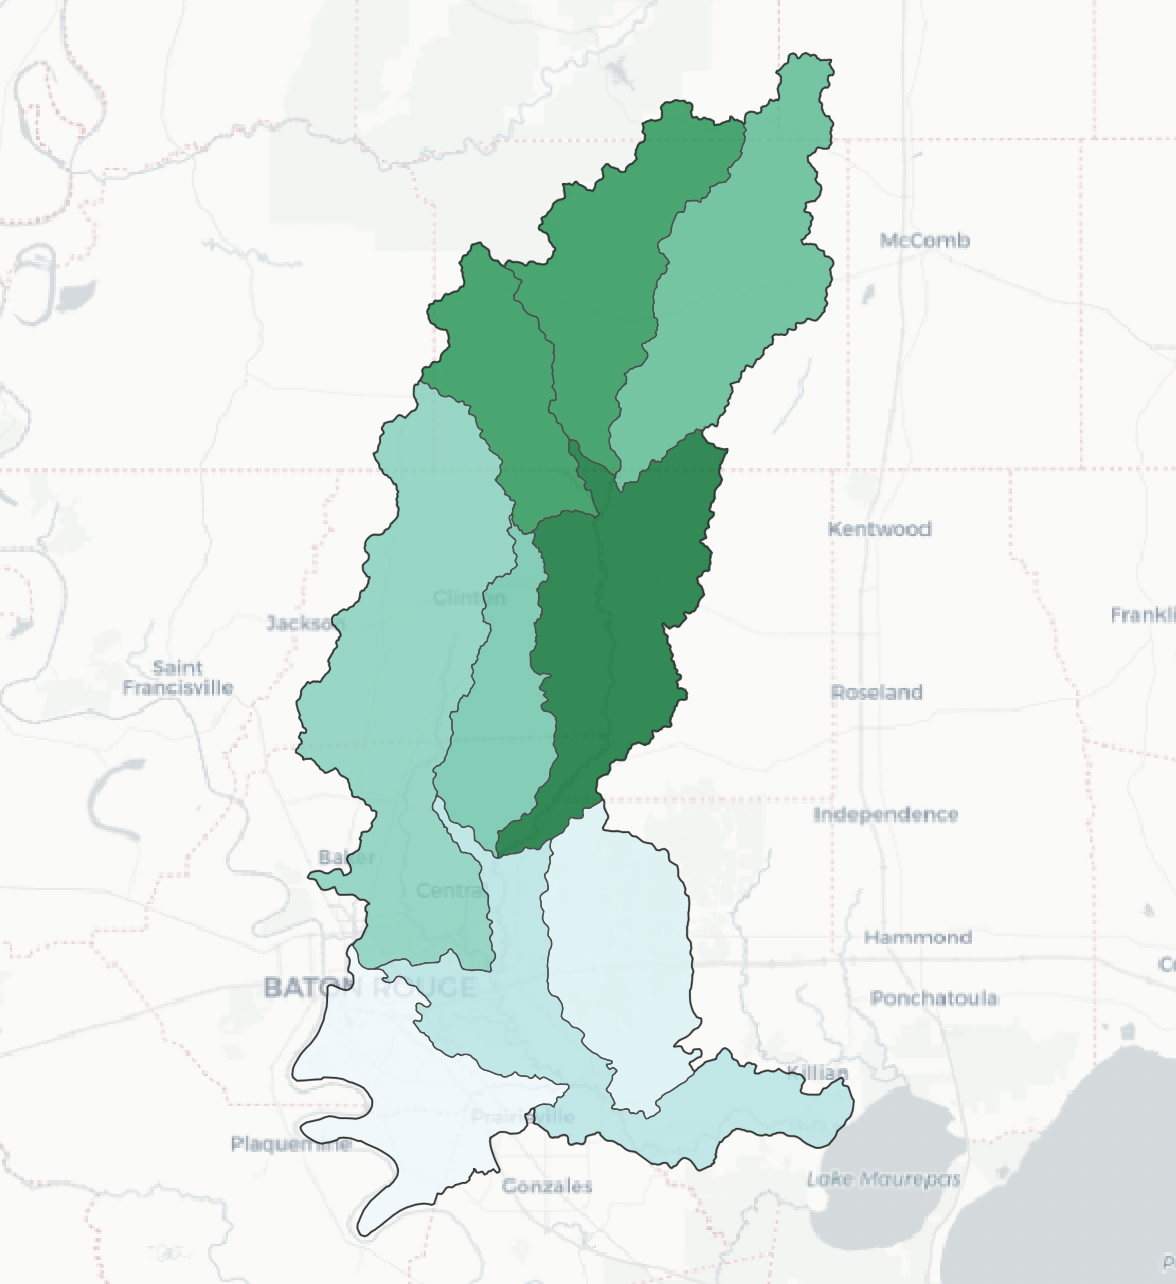 McComb
Kentwood
Clinton
Jackson
Frankli
Saint
Francisville
Roseland
Independence
Baker
Central
Hammond
BATON ROUGE
Ponchatoula
Killian
Prairieville
Plaquemine
Lake Maurepas
Gonzales